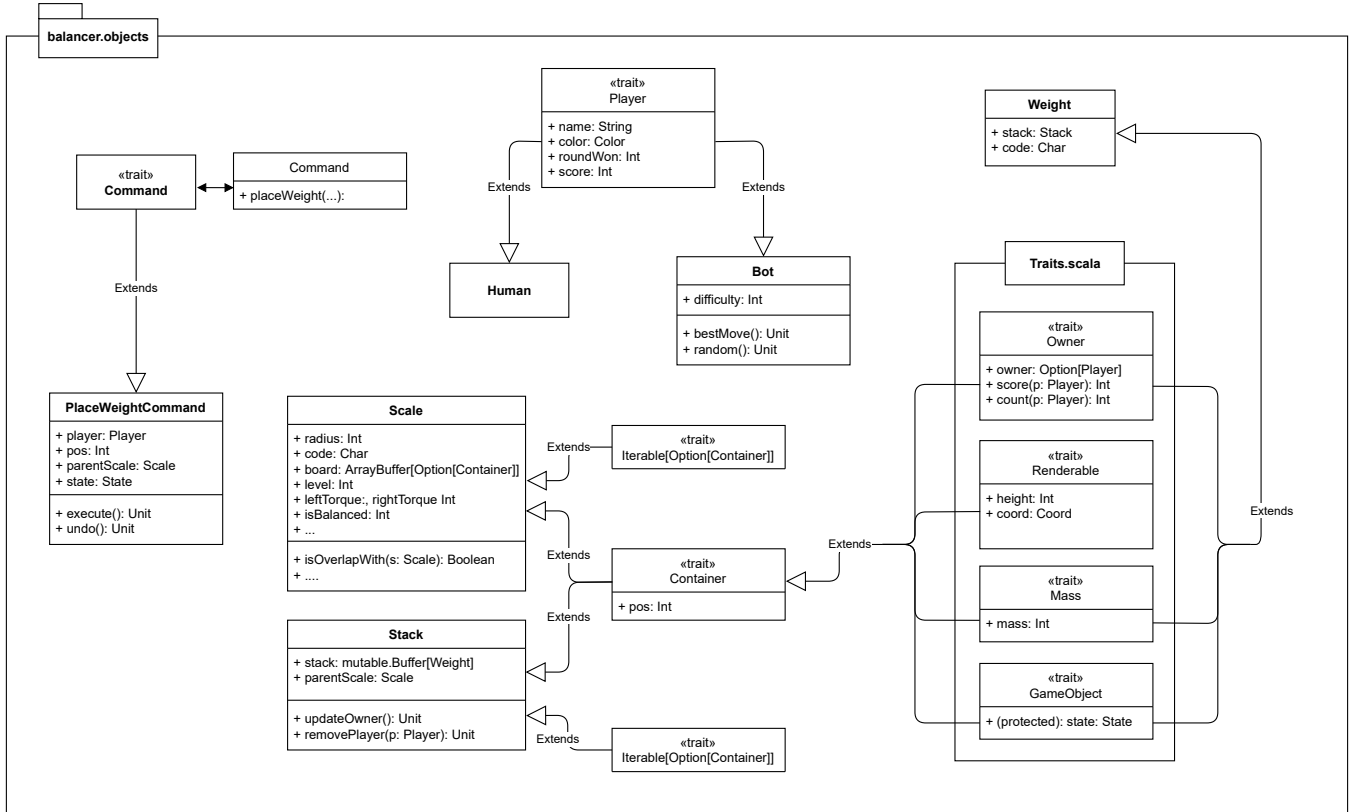 balancer.objects
«trait»
Player
+ name: String
+ color: Color
+ roundWon: Int
+ score: Int
Weight
+ stack: Stack
+ code: Char
«trait»
Command
Command
+ placeWeight(...):
Extends
Extends
Extends
Human
Bot
+ difficulty: Int
+ bestMove(): Unit
+ random(): Unit
PlaceWeightCommand
+ player: Player
+ pos: Int
+ parentScale: Scale
+ state: State
+ execute(): Unit
+ undo(): Unit
Scale
+ radius: Int
+ code: Char
+ board: ArrayBuffer[Option[Container]]
+ level: Int
+ leftTorque:, rightTorque Int
+ isBalanced: Int
+ ...
+ isOverlapWith(s: Scale): Boolean
+ ....
Extends
«trait»
Iterable[Option[Container]]
Extends
«trait»
Container
+ pos: Int
Extends
Stack
+ stack: mutable.Buffer[Weight]
+ parentScale: Scale
+ updateOwner(): Unit
+ removePlayer(p: Player): Unit
Extends
«trait»
Iterable[Option[Container]]
Extends
Traits.scala
«trait»
Owner
+ owner: Option[Player]
+ score(p: Player): Int
+ count(p: Player): Int
«trait»
Renderable
+ height: Int
+ coord: Coord
«trait»
Mass
+ mass: Int
«trait»
GameObject
+ (protected): state: State
Extends